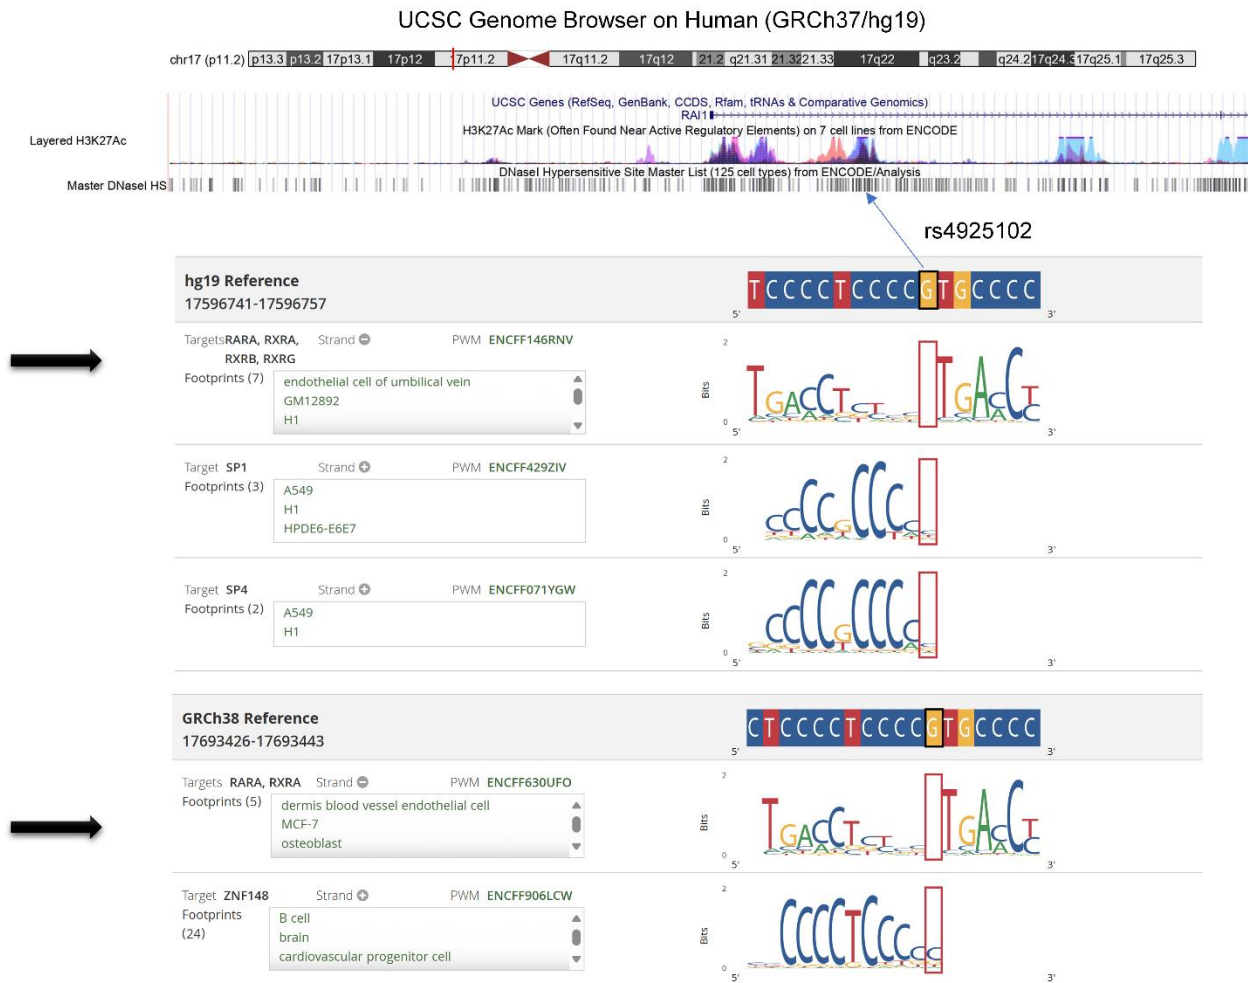 UCSC Genome Browser on Human (GRCh37/hg19)
chr17 (p11.2) p13.3 p13.2 17p13.1 17p12 17p11.2 17q11.2 17q12 21.2 q21.31 21.32 21.33 17q22 q23.2 q24.2 17q24.3 17q25.1 17q25.3
UCSC Genes (RefSeq, GenBank, CCDS, Rfam, tRNAs & Comparative Genomics)
RAI1
H3K27Ac Mark (Often Found Near Active Regulatory Elements) on 7 cell lines from ENCODE
Layered H3K27Ac
DNaseI Hypersensitive Site Master List (125 cell types) from ENCODE/Analysis
Master DNaseI HS
rs4925102
hg19 Reference
17596741-17596757
TCCCCTCCCCGTGCCCC
5' 3'
Targets RARA, RXRA, Strand PWM ENCFF146RNV
RXRB, RXRG
Footprints (7)
endothelial cell of umbilical vein
GM12892
H1
2
Bits
0
5' 3'
Target SP1 Strand PWM ENCFF429ZIV
Footprints (3)
A549
H1
HPDE6-E6E7
2
Bits
0
5' 3'
Target SP4 Strand PWM ENCFF071YGW
Footprints (2)
A549
H1
2
Bits
0
5' 3'
GRCh38 Reference
17693426-17693443
CTCCCCTCCCCGTGCCCC
5' 3'
Targets RARA, RXRA Strand PWM ENCFF630UFO
Footprints (5)
dermis blood vessel endothelial cell
MCF-7
osteoblast
2
Bits
0
5' 3'
Target ZNF148 Strand PWM ENCFF906LCW
Footprints
(24)
B cell
brain
cardiovascular progenitor cell
2
Bits
0
5' 3'